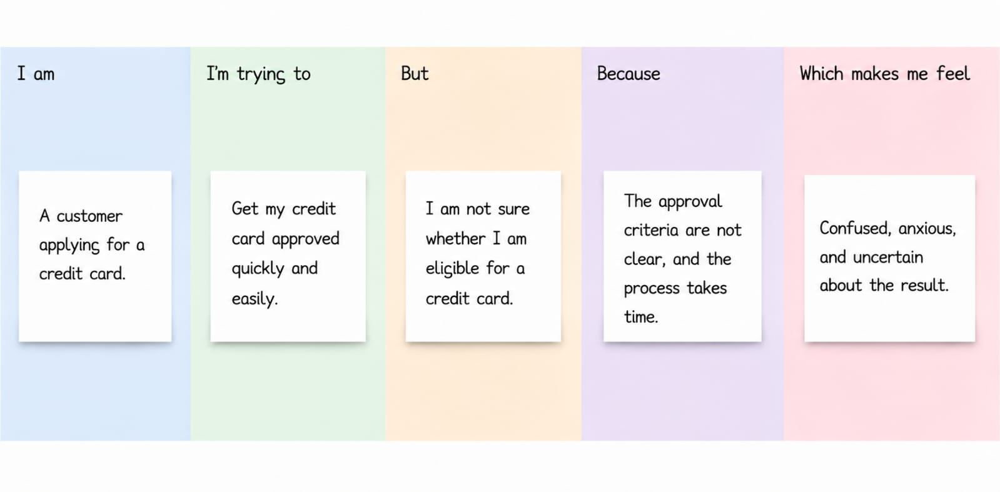 I am
A customer
applying for a
credit card.
I'm trying to
Get my credit
card approved
quickly and
easily.
But
I am not sure
whether I am
eligible for a
credit card.
Because
The approval
criteria are not
clear, and the
process takes
time.
Which makes me feel
Confused, anxious,
and uncertain
about the result.